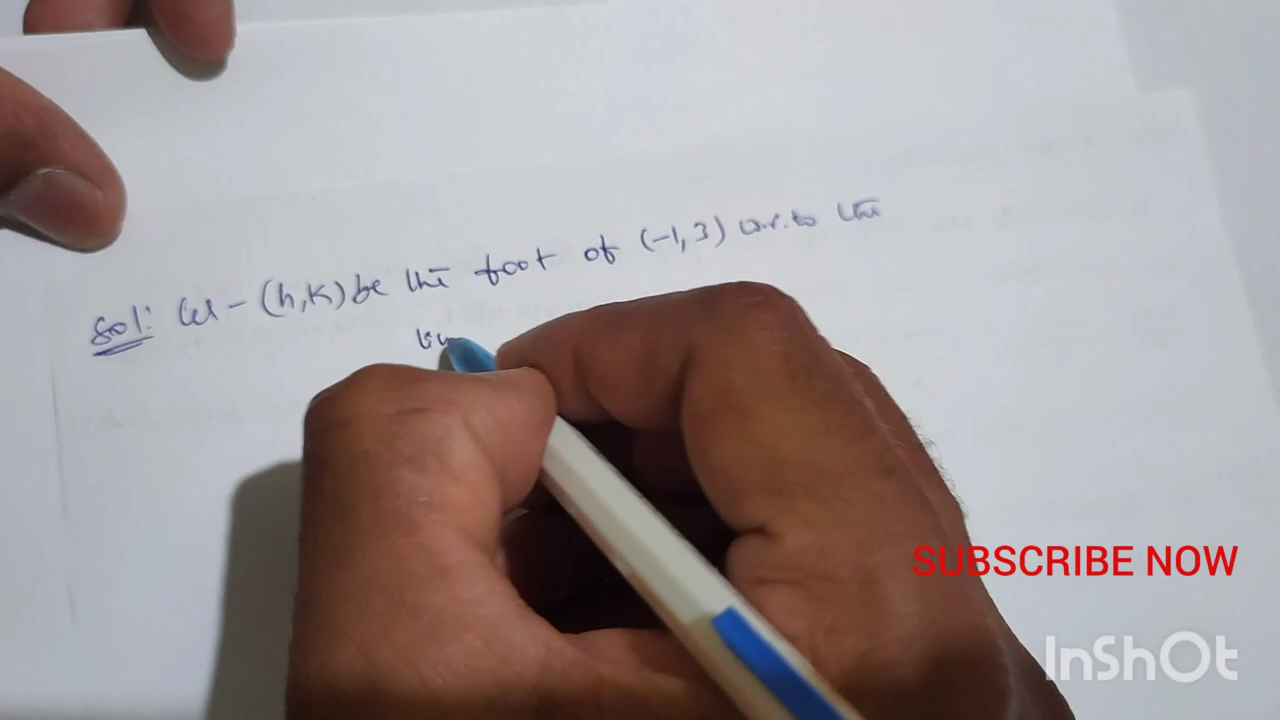 Sol: Let (h,k) be the foot of (-1,3) w.r.to the
SUBSCRIBE NOW
InShOt